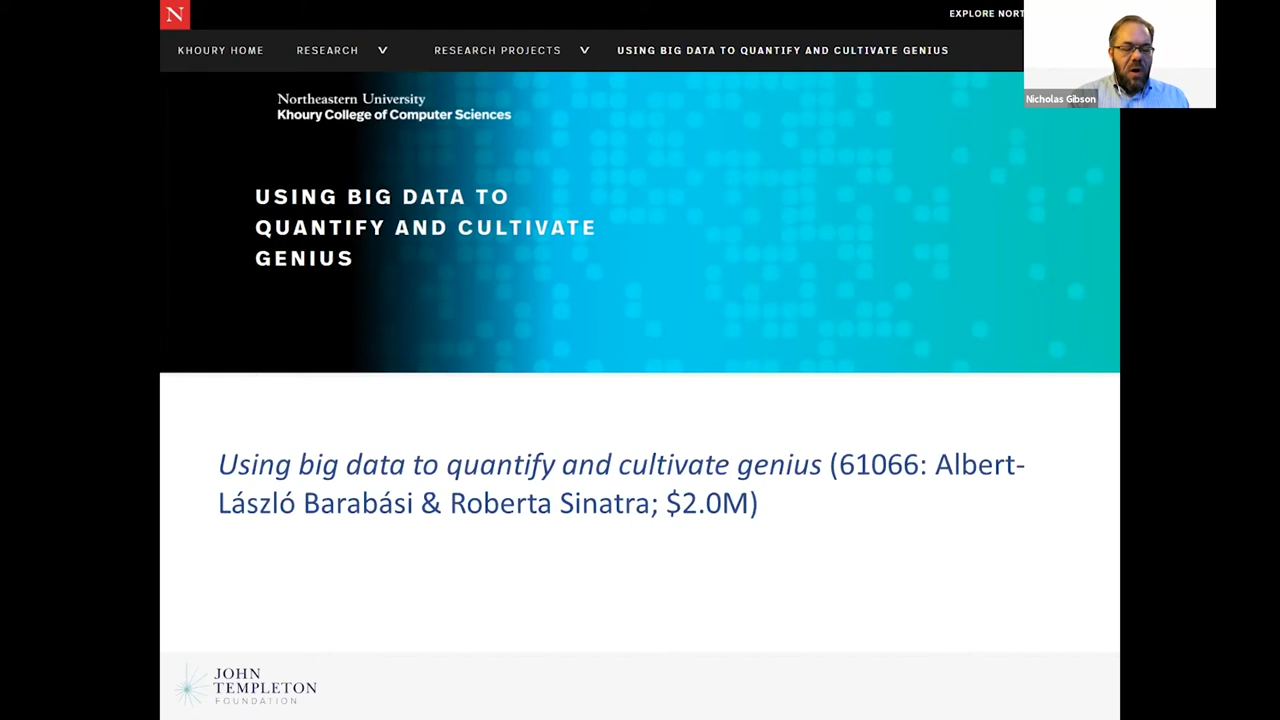 N
EXPLORE NORT
KHOURY HOME RESEARCH RESEARCH PROJECTS USING BIG DATA TO QUANTIFY AND CULTIVATE GENIUS
Nicholas Gibson
Northeastern University
Khoury College of Computer Sciences
USING BIG DATA TO
QUANTIFY AND CULTIVATE
GENIUS
Using big data to quantify and cultivate genius (61066: Albert-
László Barabási & Roberta Sinatra; $2.0M)
JOHN
TEMPLETON
FOUNDATION